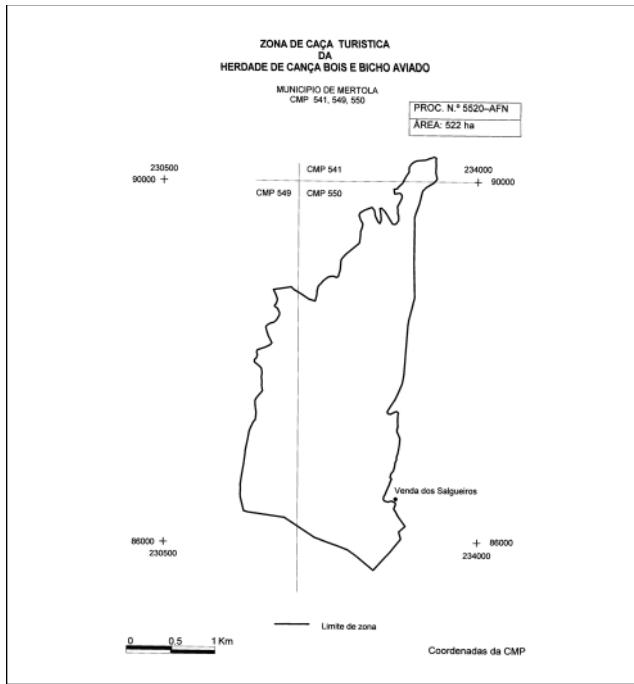 ZONA DE CAÇA TURISTICA
DA
HERDADE DE CANÇA BOIS E BICHO AVIADO
MUNICIPIO DE MERTOLA
CMP 541, 549, 550
PROC. N.º 5520–AFN
ÁREA: 522 ha
230500
90000
CMP 541
234000
90000
CMP 549
CMP 550
Venda dos Salgueiros
86000
230500
86000
234000
Limite de zona
0 0.5 1 Km
Coordenadas da CMP